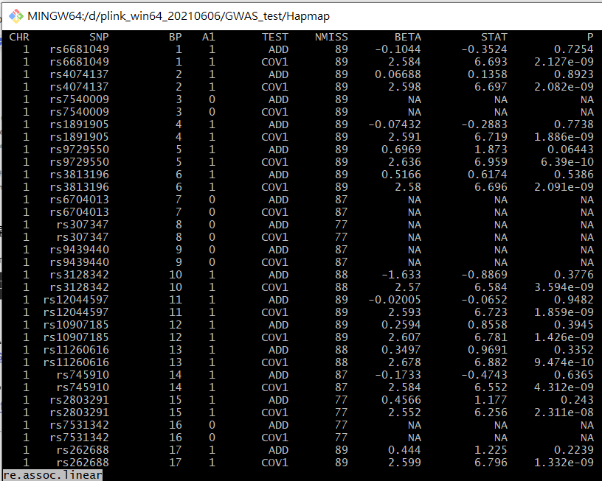 MINGW64:/d/plink_win64_20210606/GWAS_test/Hapmap
CHR SNP BP A1 TEST NMISS BETA STAT P
1 rs6681049 1 1 ADD 89 -0.1044 -0.3524 0.7254
1 rs6681049 1 1 COV1 89 2.584 6.693 2.127e-09
1 rs4074137 2 1 ADD 89 0.06688 0.1358 0.8923
1 rs4074137 2 1 COV1 89 2.598 6.697 2.082e-09
1 rs7540009 3 0 ADD 89 NA NA NA
1 rs7540009 3 0 COV1 89 NA NA NA
1 rs1891905 4 1 ADD 89 -0.07432 -0.2883 0.7738
1 rs1891905 4 1 COV1 89 2.591 6.719 1.886e-09
1 rs9729550 5 1 ADD 89 0.6969 1.873 0.06443
1 rs9729550 5 1 COV1 89 2.636 6.959 6.39e-10
1 rs3813196 6 1 ADD 89 0.5166 0.6174 0.5386
1 rs3813196 6 1 COV1 89 2.58 6.696 2.091e-09
1 rs6704013 7 0 ADD 87 NA NA NA
1 rs6704013 7 0 COV1 87 NA NA NA
1 rs307347 8 0 ADD 77 NA NA NA
1 rs307347 8 0 COV1 77 NA NA NA
1 rs9439440 9 0 ADD 89 NA NA NA
1 rs9439440 9 0 COV1 89 NA NA NA
1 rs3128342 10 1 ADD 88 -1.633 -0.8869 0.3776
1 rs3128342 10 1 COV1 88 2.57 6.584 3.594e-09
1 rs12044597 11 1 ADD 89 -0.02005 -0.0652 0.9482
1 rs12044597 11 1 COV1 89 2.593 6.723 1.859e-09
1 rs10907185 12 1 ADD 89 0.2594 0.8558 0.3945
1 rs10907185 12 1 COV1 89 2.607 6.781 1.426e-09
1 rs11260616 13 1 ADD 88 0.3497 0.9691 0.3352
1 rs11260616 13 1 COV1 88 2.678 6.882 9.474e-10
1 rs745910 14 1 ADD 87 -0.1733 -0.4743 0.6365
1 rs745910 14 1 COV1 87 2.584 6.552 4.312e-09
1 rs2803291 15 1 ADD 77 0.4566 1.177 0.243
1 rs2803291 15 1 COV1 77 2.552 6.256 2.311e-08
1 rs7531342 16 0 ADD 77 NA NA NA
1 rs7531342 16 0 COV1 77 NA NA NA
1 rs262688 17 1 ADD 89 0.444 1.225 0.2239
1 rs262688 17 1 COV1 89 2.599 6.796 1.332e-09
re.assoc.linear